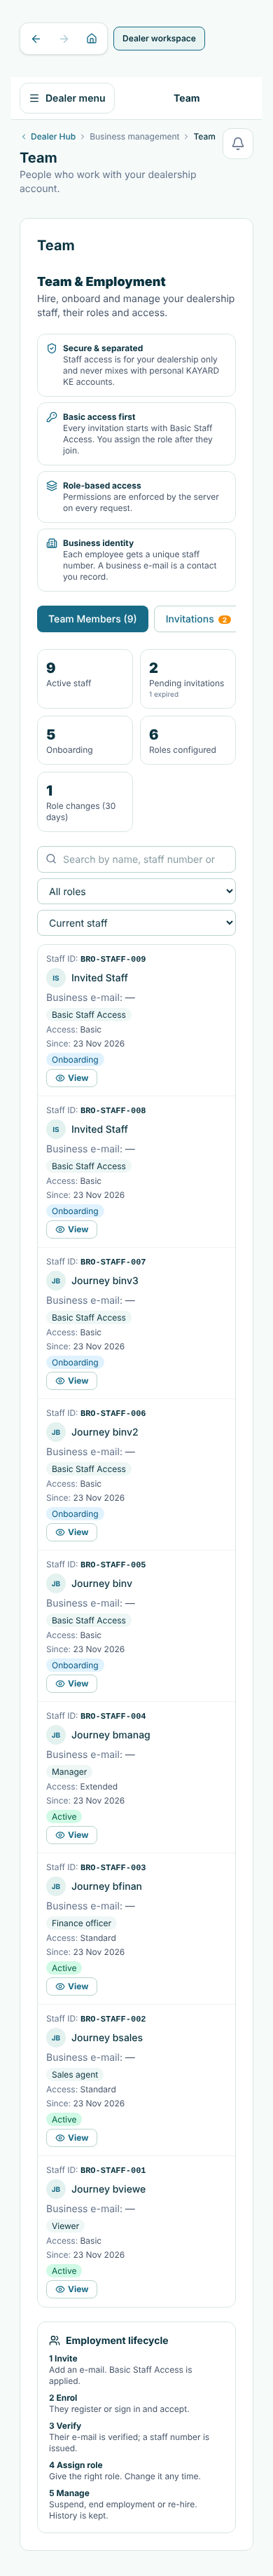 Dealer workspace
Dealer menu
Team
Dealer Hub > Business management > Team
Team
People who work with your dealership
account.
Team
Team & Employment
Hire, onboard and manage your dealership
staff, their roles and access.
Secure & separated
Staff access is for your dealership only
and never mixes with personal KAYARD
KE accounts.
Basic access first
Every invitation starts with Basic Staff
Access. You assign the role after they
join.
Role-based access
Permissions are enforced by the server
on every request.
Business identity
Each employee gets a unique staff
number. A business e-mail is a contact
you record.
Team Members (9)
Invitations 2
9
Active staff
2
Pending invitations
1 expired
5
Onboarding
6
Roles configured
1
Role changes (30
days)
Search by name, staff number or
All roles
Current staff
Staff ID: BRO-STAFF-009
IS Invited Staff
Business e-mail: —
Basic Staff Access
Access: Basic
Since: 23 Nov 2026
Onboarding
View
Staff ID: BRO-STAFF-008
IS Invited Staff
Business e-mail: —
Basic Staff Access
Access: Basic
Since: 23 Nov 2026
Onboarding
View
Staff ID: BRO-STAFF-007
JB Journey binv3
Business e-mail: —
Basic Staff Access
Access: Basic
Since: 23 Nov 2026
Onboarding
View
Staff ID: BRO-STAFF-006
JB Journey binv2
Business e-mail: —
Basic Staff Access
Access: Basic
Since: 23 Nov 2026
Onboarding
View
Staff ID: BRO-STAFF-005
JB Journey binv
Business e-mail: —
Basic Staff Access
Access: Basic
Since: 23 Nov 2026
Onboarding
View
Staff ID: BRO-STAFF-004
JB Journey bmanag
Business e-mail: —
Manager
Access: Extended
Since: 23 Nov 2026
Active
View
Staff ID: BRO-STAFF-003
JB Journey bfinan
Business e-mail: —
Finance officer
Access: Standard
Since: 23 Nov 2026
Active
View
Staff ID: BRO-STAFF-002
JB Journey bsales
Business e-mail: —
Sales agent
Access: Standard
Since: 23 Nov 2026
Active
View
Staff ID: BRO-STAFF-001
JB Journey bviewe
Business e-mail: —
Viewer
Access: Basic
Since: 23 Nov 2026
Active
View
Employment lifecycle
1 Invite
Add an e-mail. Basic Staff Access is
applied.
2 Enrol
They register or sign in and accept.
3 Verify
Their e-mail is verified; a staff number is
issued.
4 Assign role
Give the right role. Change it any time.
5 Manage
Suspend, end employment or re-hire.
History is kept.